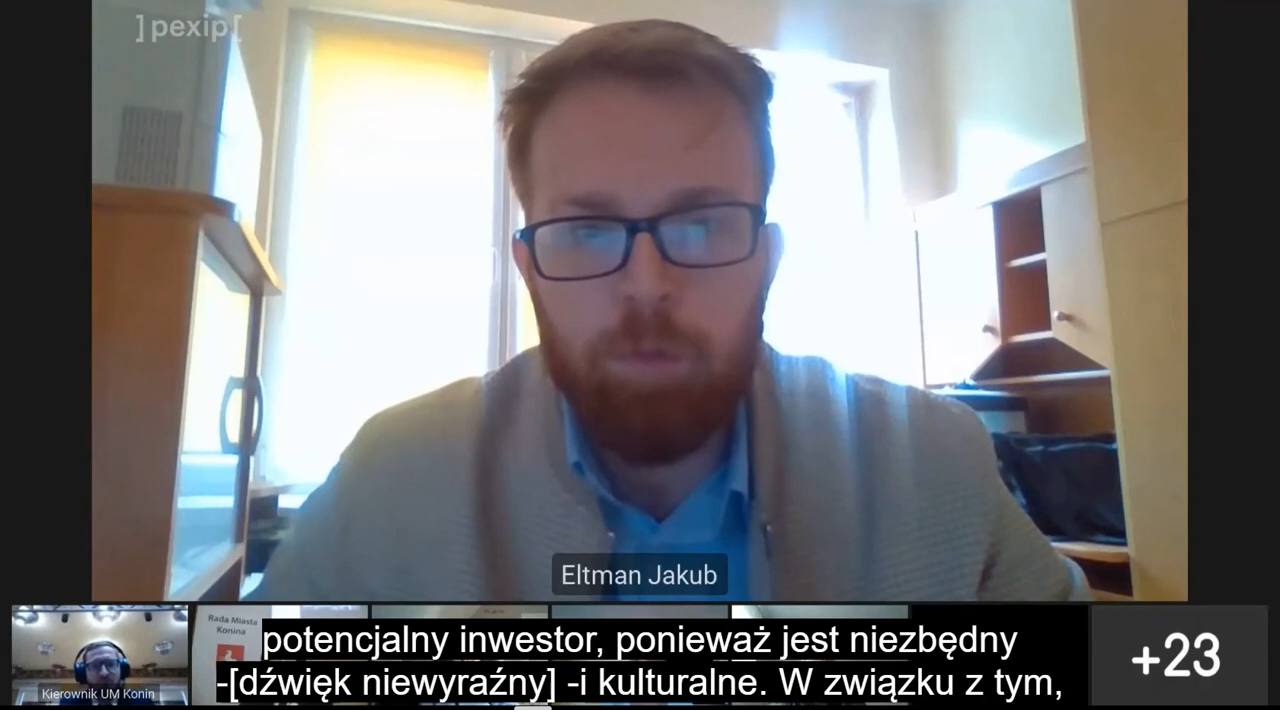 ]pexip[
Eltman Jakub
Rada Miasta
Konina
potencjalny inwestor, ponieważ jest niezbędny
-[dźwięk niewyraźny] -i kulturalne. W związku z tym,
+23
Kierownik UM Konin